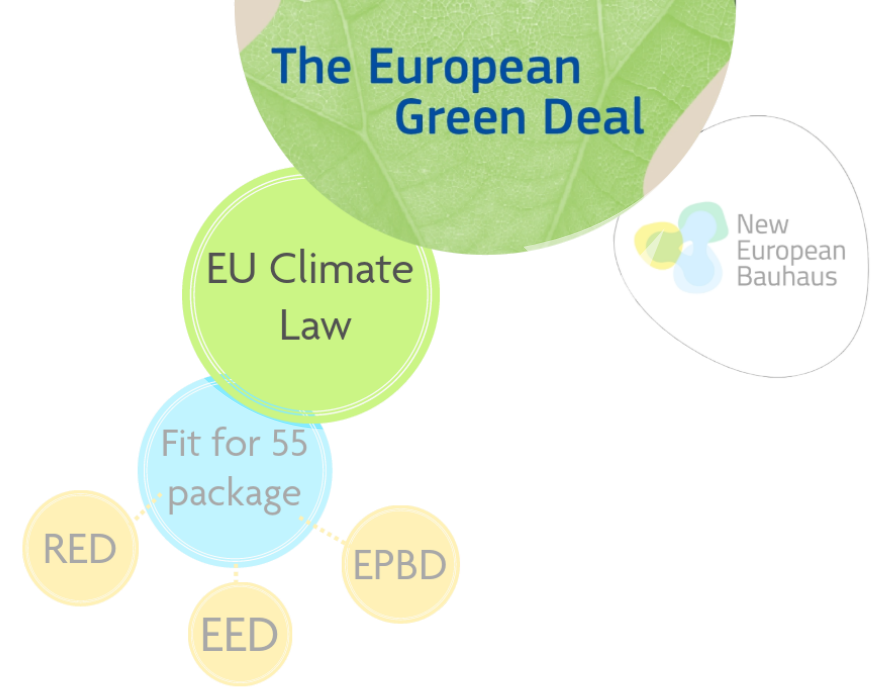 The European
Green Deal
New
European
Bauhaus
EU Climate
Law
Fit for 55
package
RED
EPBD
EED